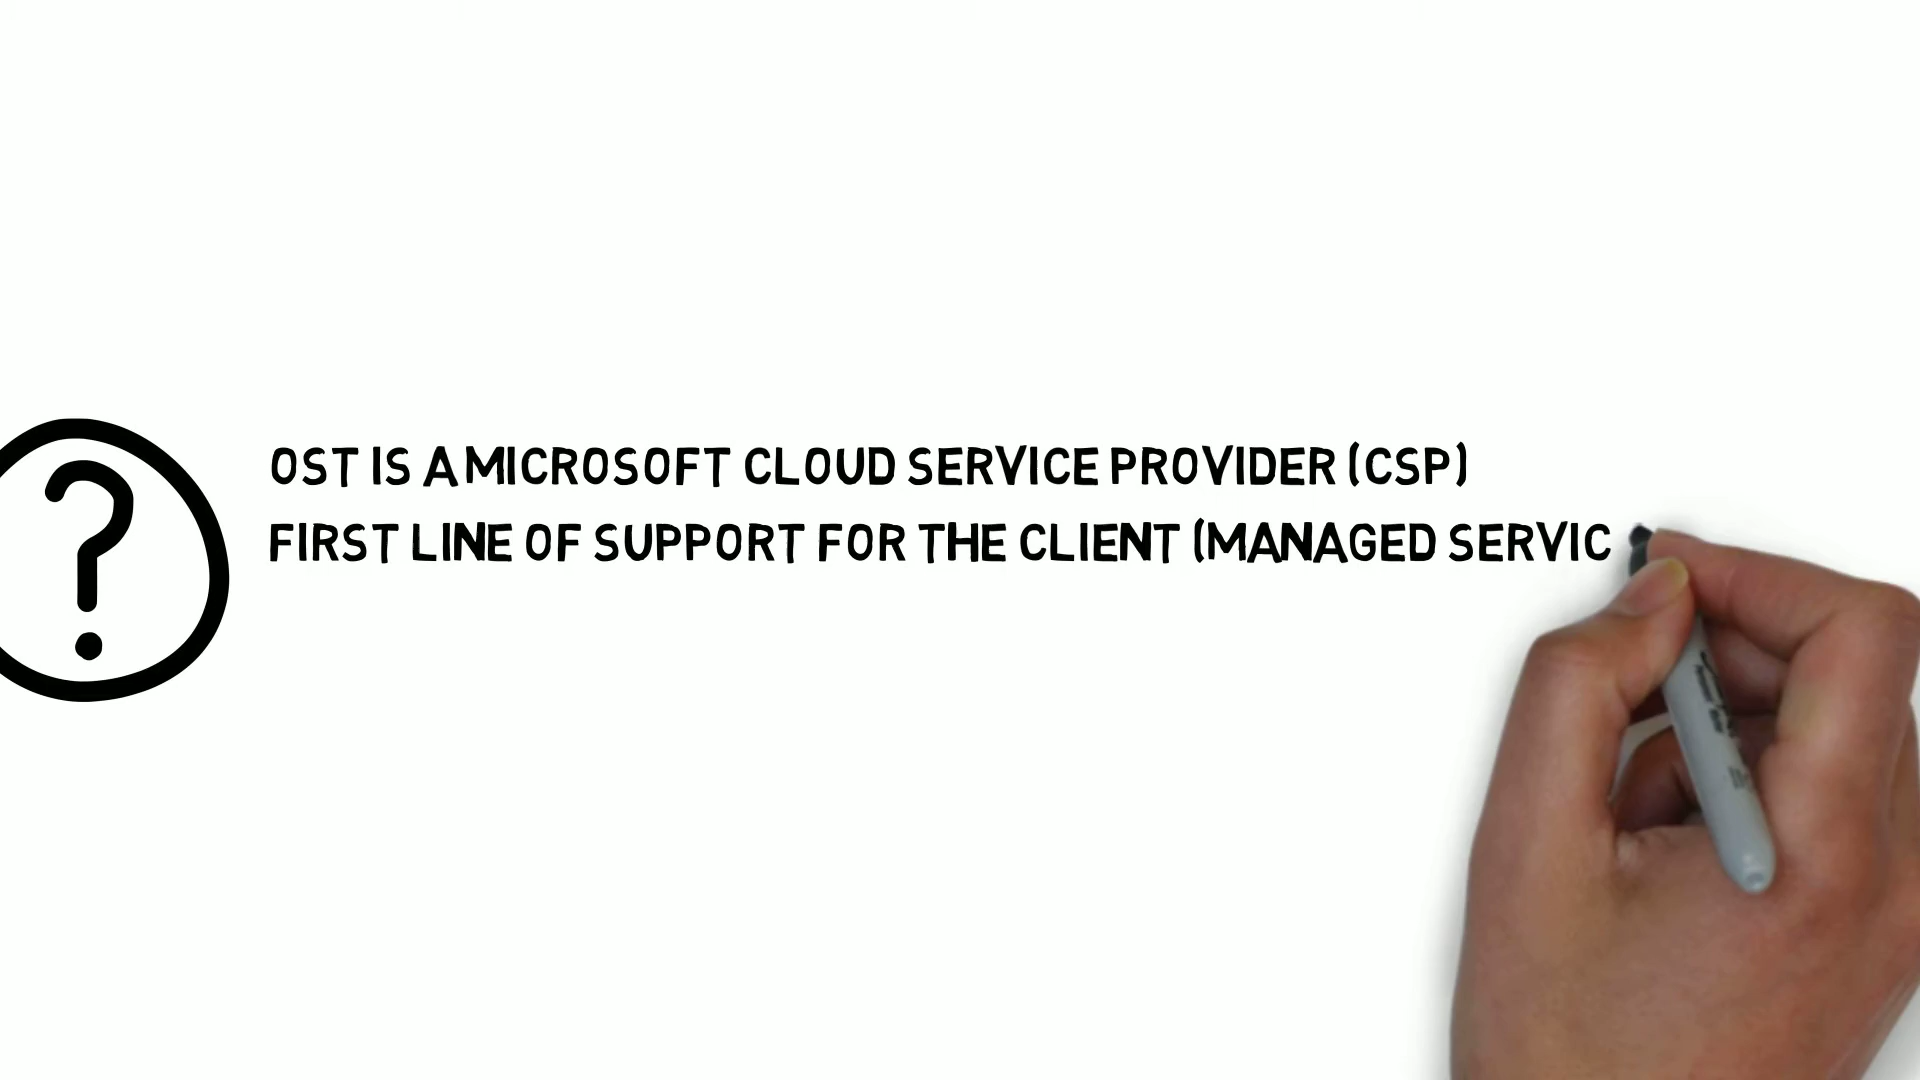 ?
OST IS A MICROSOFT CLOUD SERVICE PROVIDER (CSP)
FIRST LINE OF SUPPORT FOR THE CLIENT (MANAGED SERVIC